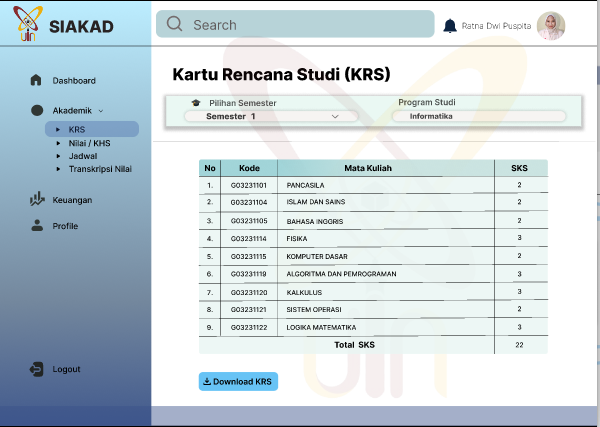 uin
SIAKAD
Search
Ratna Dwi Puspita
Dashboard
Akademik
KRS
Nilai / KHS
Jadwal
Transkripsi Nilai
Keuangan
Profile
Logout
Kartu Rencana Studi (KRS)
Pilihan Semester
Program Studi
Semester 1
Informatika
No Kode Mata Kuliah SKS
1. G03231101 PANCASILA 2
2. G03231104 ISLAM DAN SAINS 2
3. G03231105 BAHASA INGGRIS 2
4. G03231114 FISIKA 3
5. G03231115 KOMPUTER DASAR 2
6. G03231119 ALGORITMA DAN PEMROGRAMAN 3
7. G03231120 KALKULUS 3
8. G03231121 SISTEM OPERASI 2
9. G03231122 LOGIKA MATEMATIKA 3
Total SKS 22
Download KRS
uin